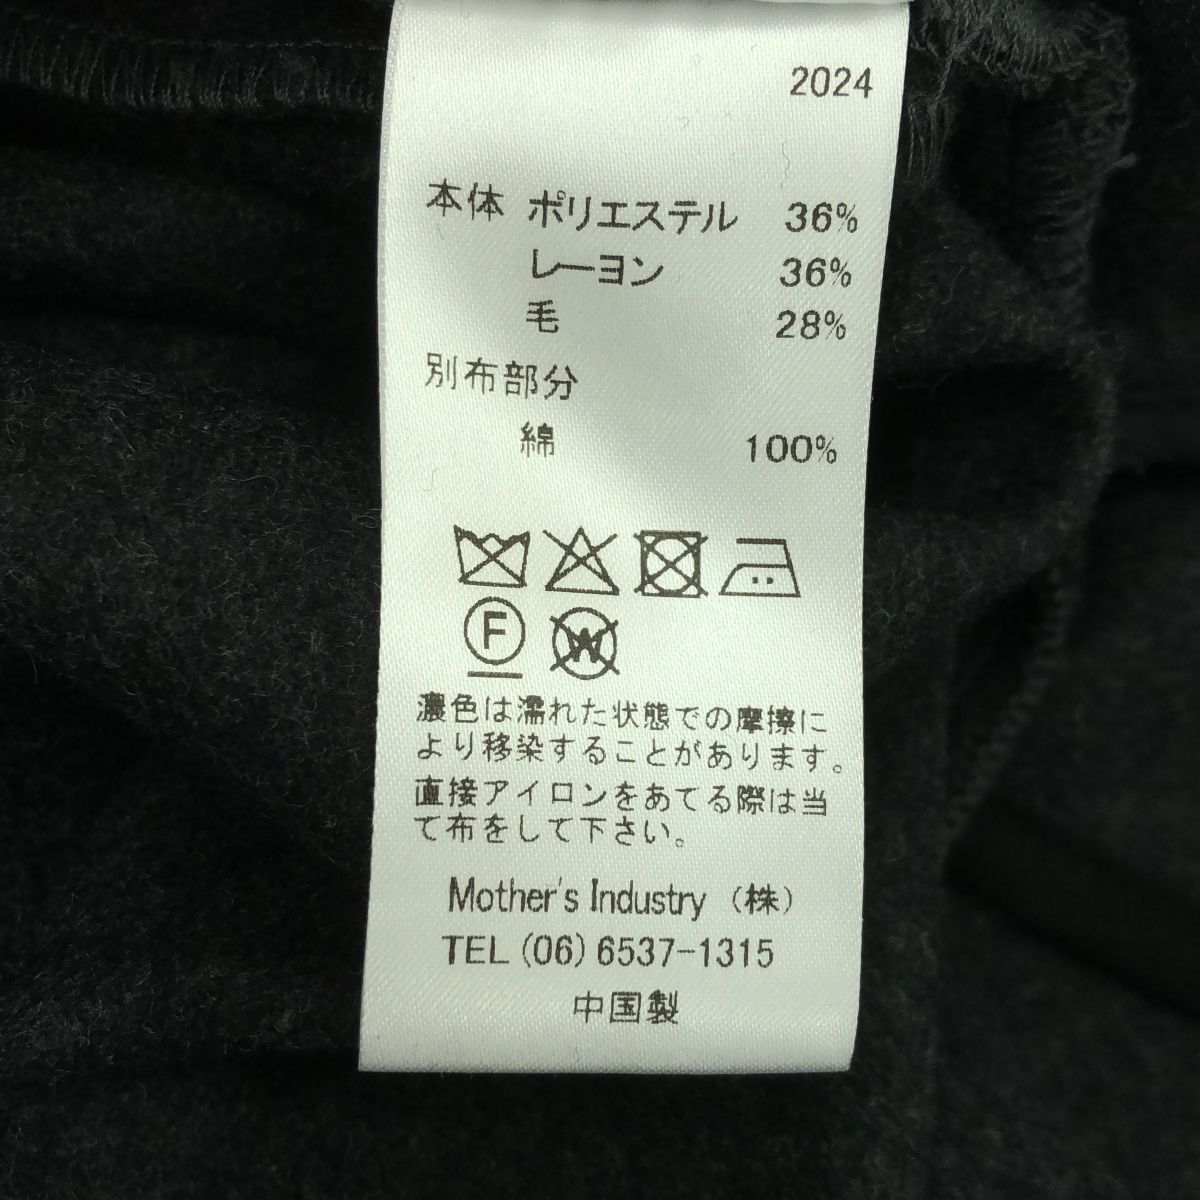 2024
本体 ポリエステル 36%
レーヨン 36%
毛 28%
別布部分
綿 100%
F W
濃色は濡れた状態での摩擦に
より移染することがあります。
直接アイロンをあてる際は当
て布をして下さい。
Mother's Industry (株)
TEL (06) 6537-1315
中国製